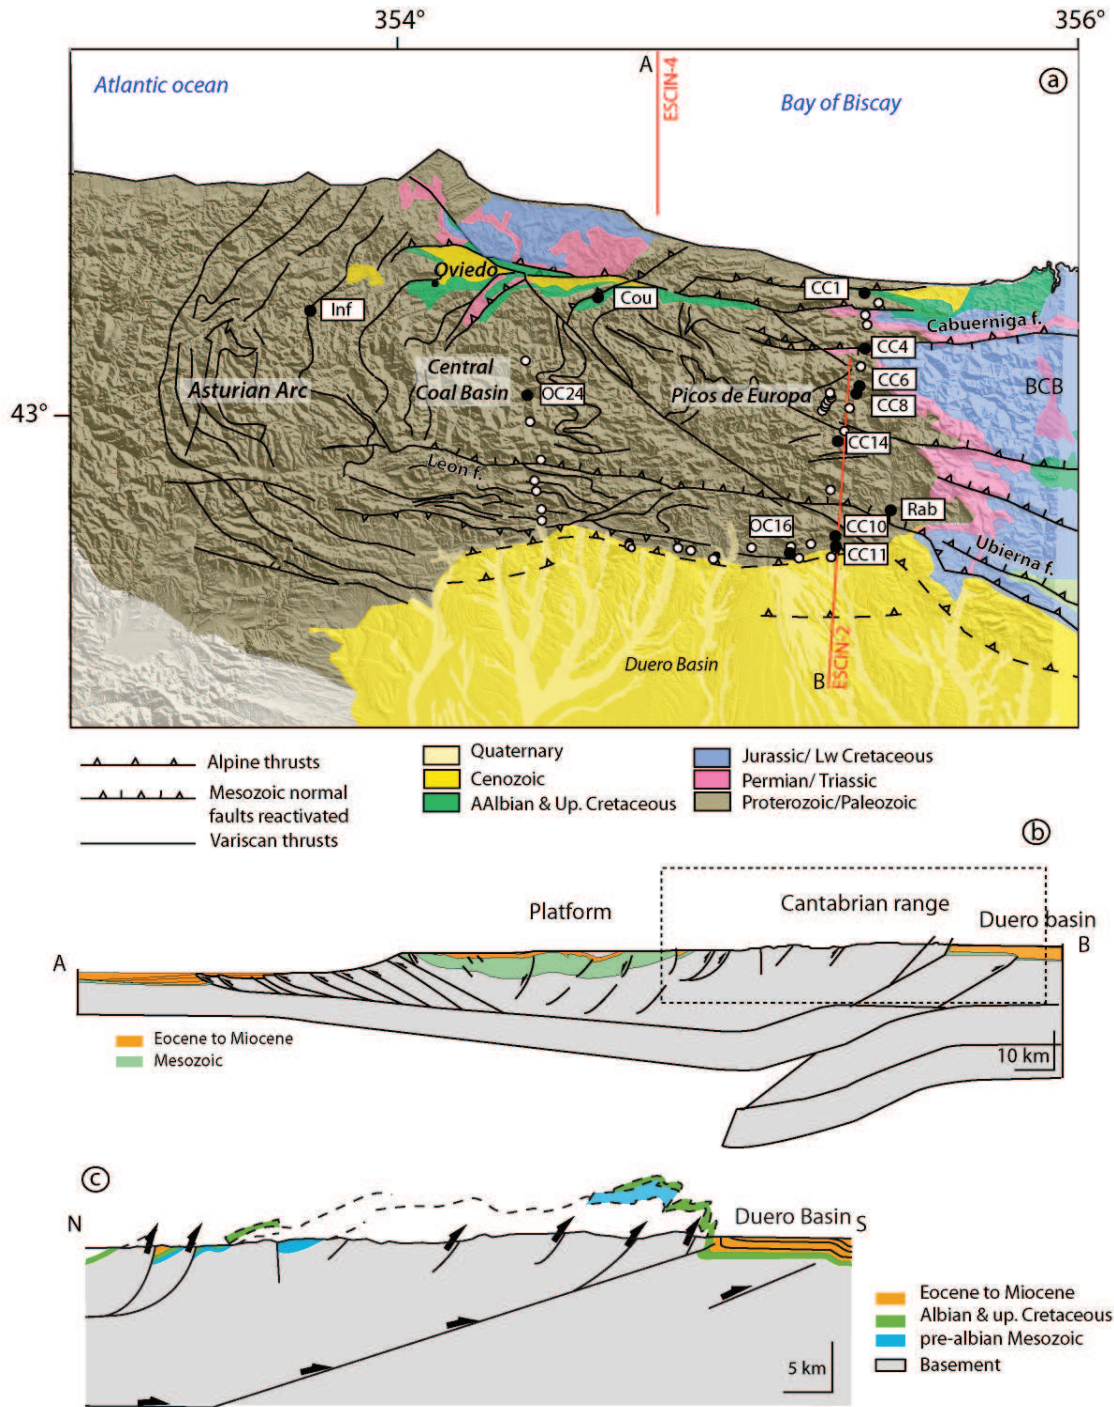 354°
356°
Atlantic ocean
A
ESCIN-4
Bay of Biscay
a
Oviedo
Inf
Cou
CC1
Cabuerniga f.
CC4
Asturian Arc
Central
Coal Basin
OC24
Picos de Europa
CC6
CC8
BCB
43°
CC14
Leon f.
Rab
OC16
CC10
CC11
Ubierna f.
Duero Basin
B
ESCIN-2
Alpine thrusts
Mesozoic normal
faults reactivated
Variscan thrusts
Quaternary
Cenozoic
AAlbian & Up. Cretaceous
Jurassic/ Lw Cretaceous
Permian/ Triassic
Proterozoic/Paleozoic
b
Platform
Cantabrian range
Duero basin
A
B
Eocene to Miocene
Mesozoic
10 km
c
N
Duero Basin
S
5 km
Eocene to Miocene
Albian & up. Cretaceous
pre-albian Mesozoic
Basement